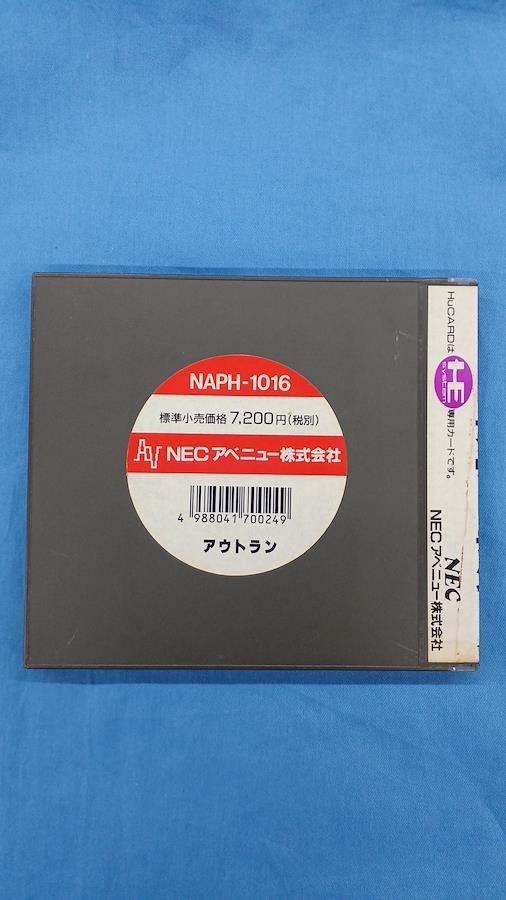 NAPH-1016
標準小売価格 7,200円(税別)
NECアベニュー株式会社
4 988041 700249
アウトラン
HuCARDは HE system 専用カードです。
NEC
NECアベニュー株式会社